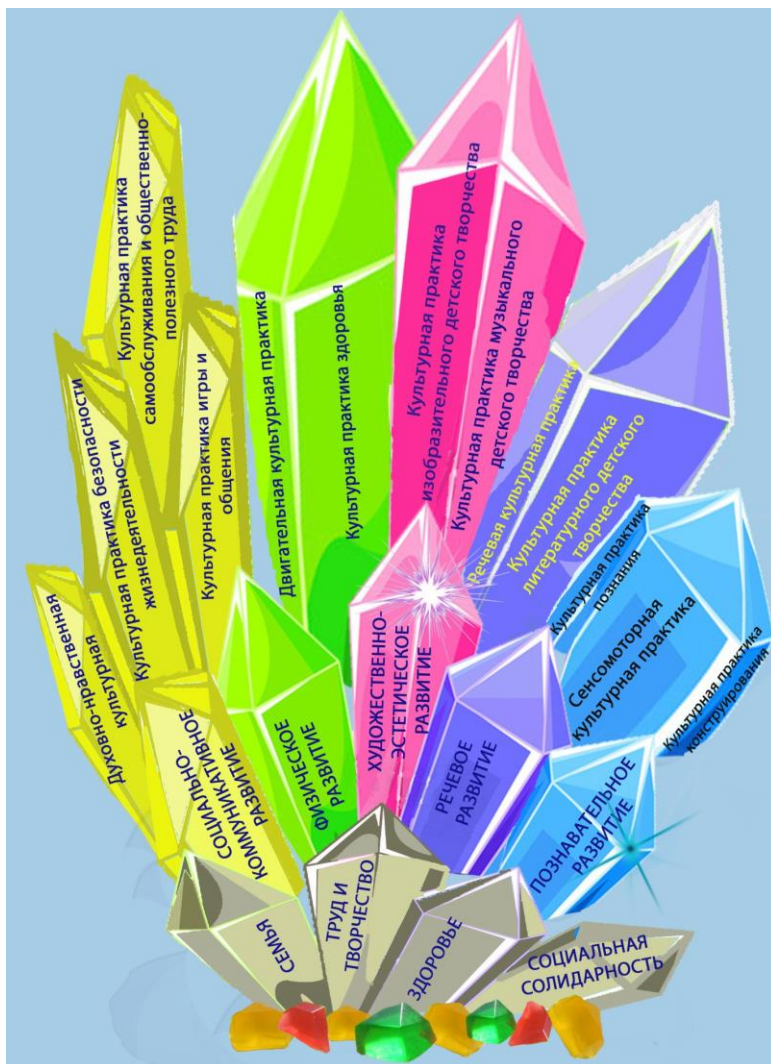 Культурная практика
самообслуживания и общественно-
полезного труда
Культурная практика безопасности
жизнедеятельности
Культурная практика игры и
общения
Духовно-нравственная
культурная
Двигательная культурная практика
Культурная практика здоровья
Культурная практика
изобразительного детского творчества
Культурная практика музыкального
детского творчества
Речевая культурная практика
Культурная практика
литературного детского
творчества
Культурная практика
познания
Сенсомоторная
культурная практика
Культурная практика
конструирования
СОЦИАЛЬНО-
КОММУНИКАТИВНОЕ
РАЗВИТИЕ
ФИЗИЧЕСКОЕ
РАЗВИТИЕ
ХУДОЖЕСТВЕННО-
ЭСТЕТИЧЕСКОЕ
РАЗВИТИЕ
РЕЧЕВОЕ
РАЗВИТИЕ
ПОЗНАВАТЕЛЬНОЕ
РАЗВИТИЕ
СЕМЬЯ
ТРУД И
ТВОРЧЕСТВО
ЗДОРОВЬЕ
СОЦИАЛЬНАЯ
СОЛИДАРНОСТЬ